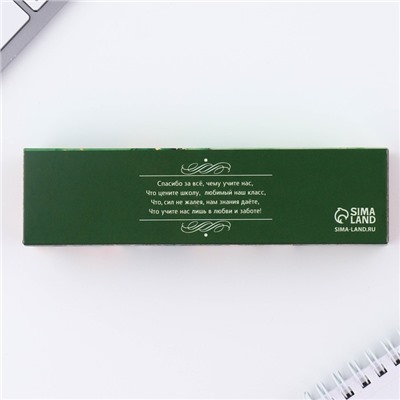 Спасибо за всё, чему учите нас,
Что цените школу, любимый наш класс,
Что, сил не жалея, нам знания даёте,
Что учите нас лишь в любви и заботе!
SIMA
LAND
SIMA-LAND.RU